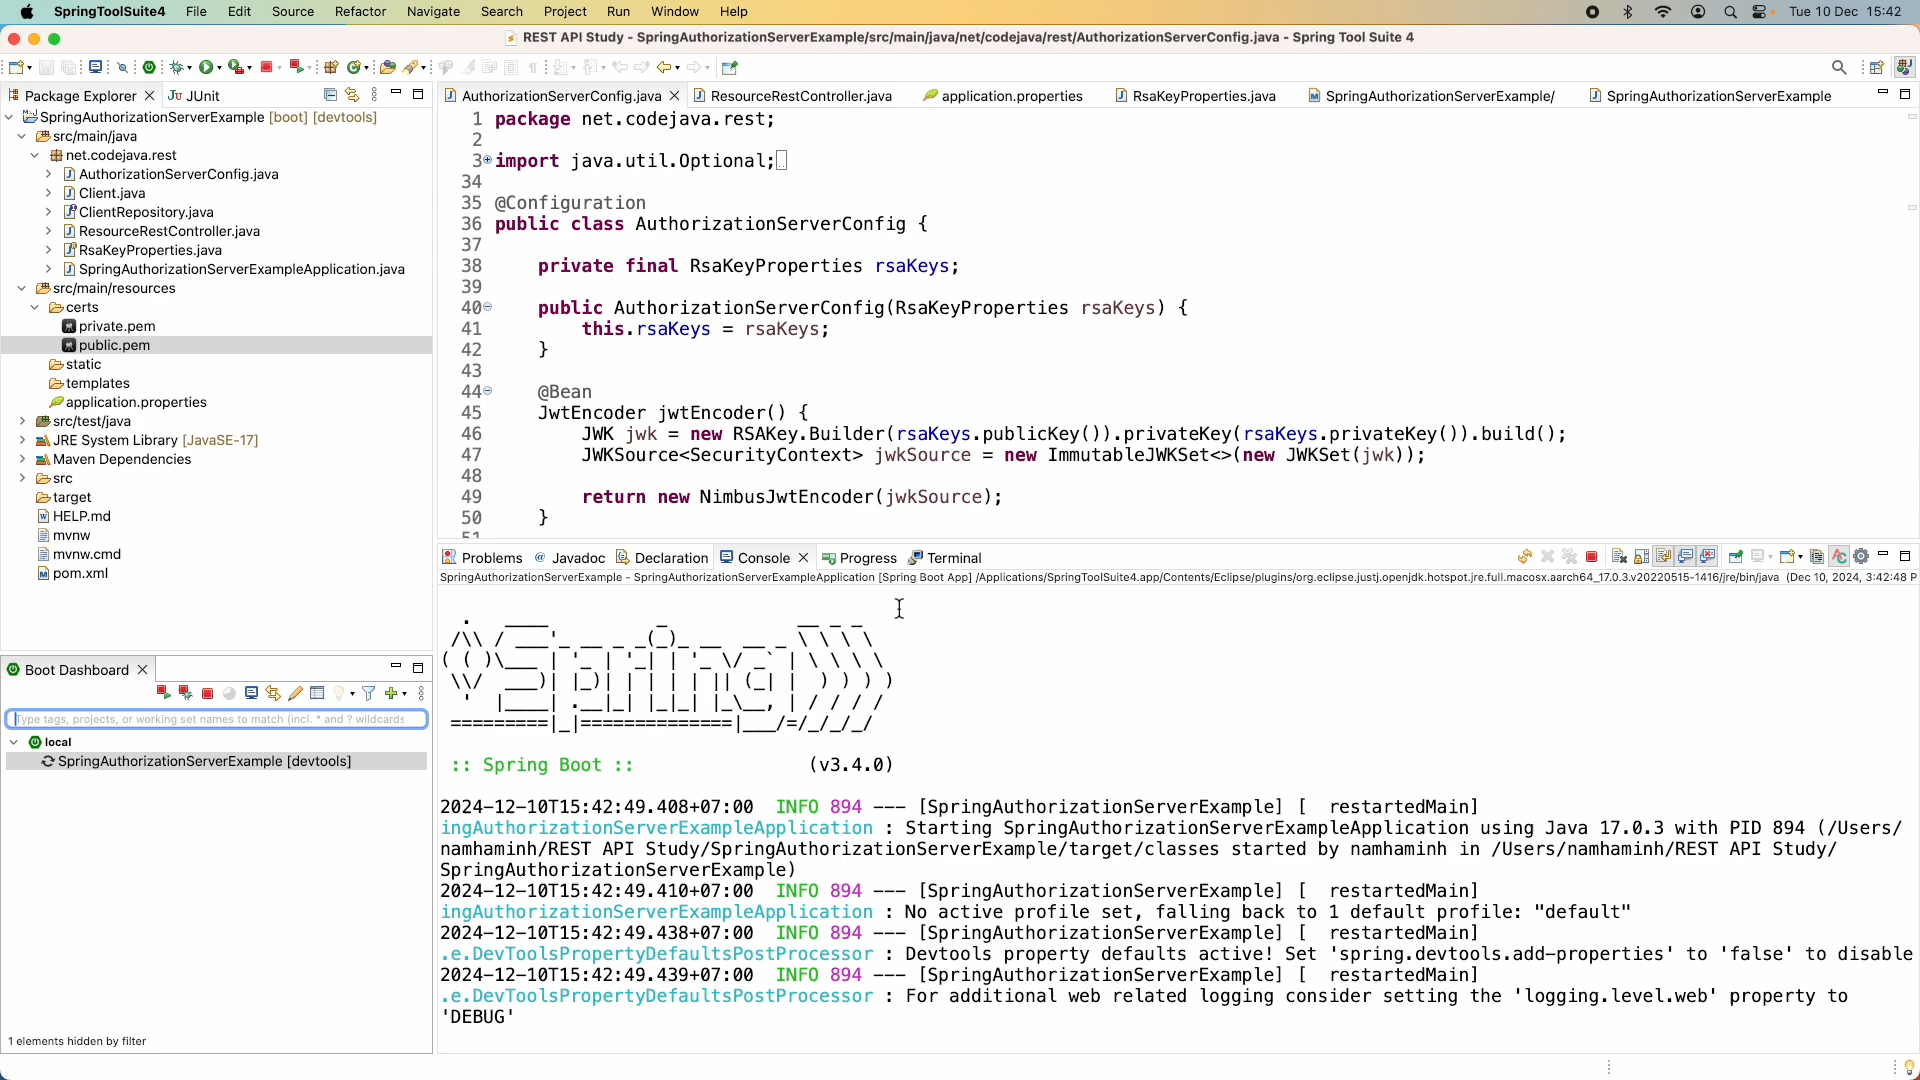 SpringToolSuite4 File Edit Source Refactor Navigate Search Project Run Window Help Tue 10 Dec 15:42
REST API Study - SpringAuthorizationServerExample/src/main/java/net/codejava/rest/AuthorizationServerConfig.java - Spring Tool Suite 4
Package Explorer JUnit
SpringAuthorizationServerExample [boot] [devtools]
src/main/java
net.codejava.rest
AuthorizationServerConfig.java
Client.java
ClientRepository.java
ResourceRestController.java
RsaKeyProperties.java
SpringAuthorizationServerExampleApplication.java
src/main/resources
certs
private.pem
public.pem
static
templates
application.properties
src/test/java
JRE System Library [JavaSE-17]
Maven Dependencies
src
target
HELP.md
mvnw
mvnw.cmd
pom.xml
Boot Dashboard
Type tags, projects, or working set names to match (incl. * and ? wildcards
local
SpringAuthorizationServerExample [devtools]
1 elements hidden by filter
AuthorizationServerConfig.java ResourceRestController.java application.properties RsaKeyProperties.java SpringAuthorizationServerExample/ SpringAuthorizationServerExample
1 package net.codejava.rest;
2
3 import java.util.Optional;
34
35 @Configuration
36 public class AuthorizationServerConfig {
37
38 private final RsaKeyProperties rsaKeys;
39
40 public AuthorizationServerConfig(RsaKeyProperties rsaKeys) {
41 this.rsaKeys = rsaKeys;
42 }
43
44 @Bean
45 JwtEncoder jwtEncoder() {
46 JWK jwk = new RSAKey.Builder(rsaKeys.publicKey()).privateKey(rsaKeys.privateKey()).build();
47 JWKSource<SecurityContext> jwkSource = new ImmutableJWKSet<>(new JWKSet(jwk));
48
49 return new NimbusJwtEncoder(jwkSource);
50 }
51
Problems Javadoc Declaration Console Progress Terminal
SpringAuthorizationServerExample - SpringAuthorizationServerExampleApplication [Spring Boot App] /Applications/SpringToolSuite4.app/Contents/Eclipse/plugins/org.eclipse.justj.openjdk.hotspot.jre.full.macosx.aarch64_17.0.3.v20220515-1416/jre/bin/java (Dec 10, 2024, 3:42:48 P
Spring
:: Spring Boot :: (v3.4.0)
2024-12-10T15:42:49.408+07:00 INFO 894 --- [SpringAuthorizationServerExample] [ restartedMain]
ingAuthorizationServerExampleApplication : Starting SpringAuthorizationServerExampleApplication using Java 17.0.3 with PID 894 (/Users/
namhaminh/REST API Study/SpringAuthorizationServerExample/target/classes started by namhaminh in /Users/namhaminh/REST API Study/
SpringAuthorizationServerExample)
2024-12-10T15:42:49.410+07:00 INFO 894 --- [SpringAuthorizationServerExample] [ restartedMain]
ingAuthorizationServerExampleApplication : No active profile set, falling back to 1 default profile: "default"
2024-12-10T15:42:49.438+07:00 INFO 894 --- [SpringAuthorizationServerExample] [ restartedMain]
.e.DevToolsPropertyDefaultsPostProcessor : Devtools property defaults active! Set 'spring.devtools.add-properties' to 'false' to disable
2024-12-10T15:42:49.439+07:00 INFO 894 --- [SpringAuthorizationServerExample] [ restartedMain]
.e.DevToolsPropertyDefaultsPostProcessor : For additional web related logging consider setting the 'logging.level.web' property to
'DEBUG'